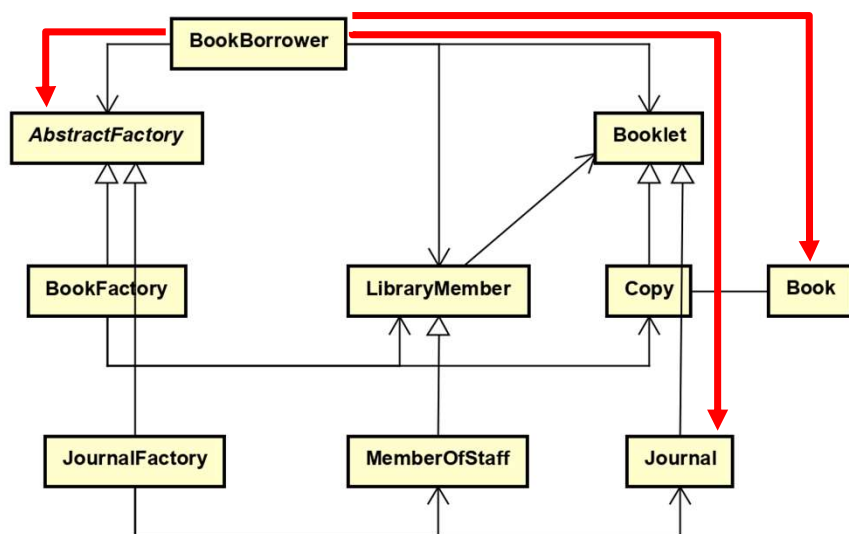 BookBorrower
AbstractFactory
Booklet
BookFactory
LibraryMember
Copy
Book
JournalFactory
MemberOfStaff
Journal